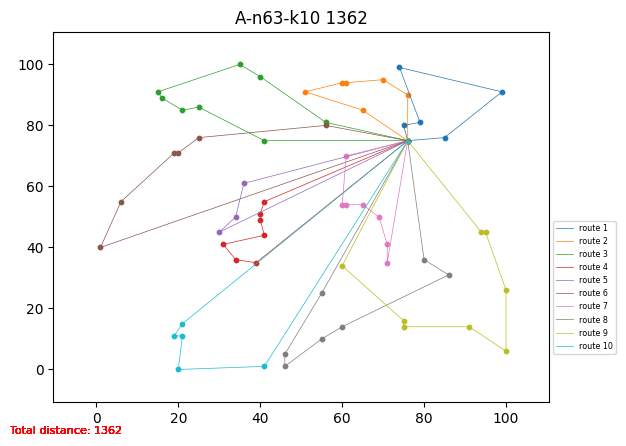 A-n63-k10 1362
100
80
60
40
20
0
0 20 40 60 80 100
route 1
route 2
route 3
route 4
route 5
route 6
route 7
route 8
route 9
route 10
Total distance: 1362